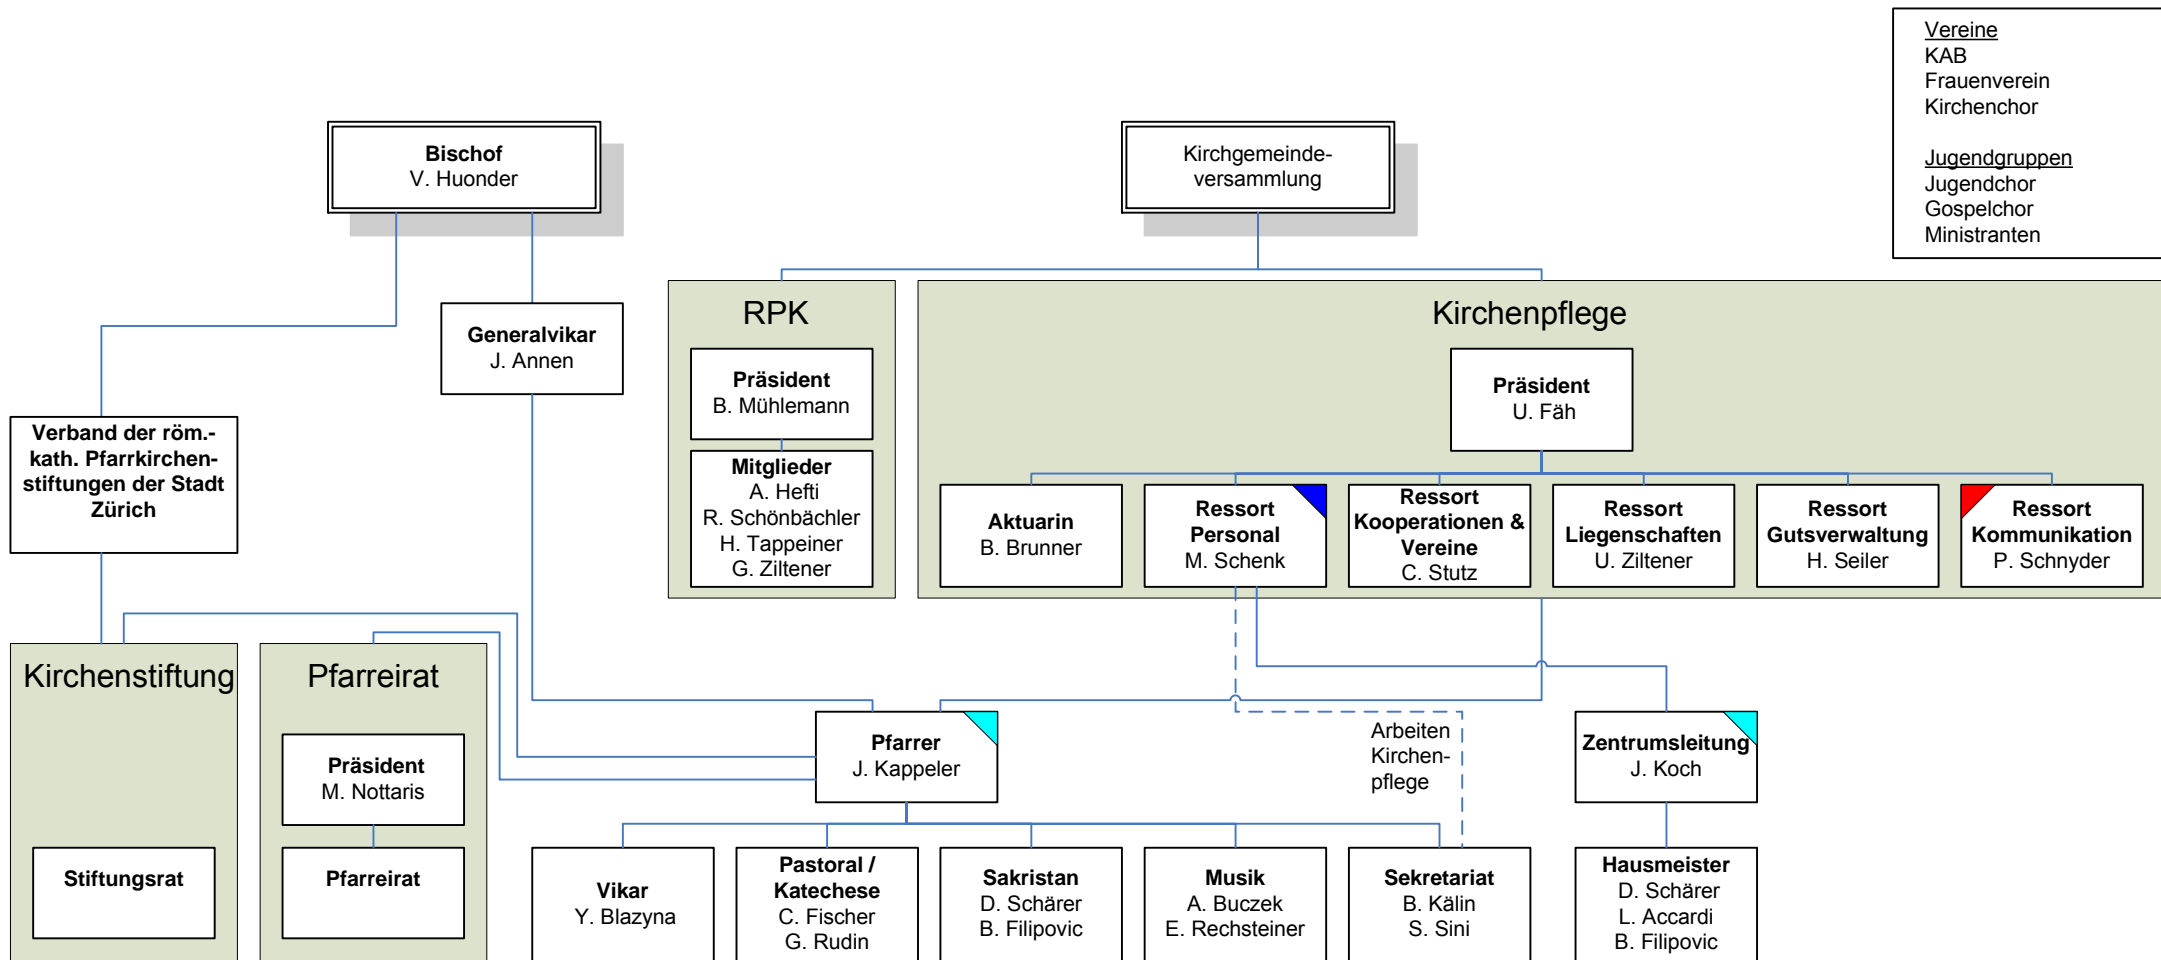 Vereine
KAB
Frauenverein
Kirchenchor
Jugendgruppen
Jugendchor
Gospelchor
Ministranten
Bischof
V. Huonder
Kirchgemeinde-
versammlung
Generalvikar
J. Annen
RPK
Präsident
B. Mühlemann
Mitglieder
A. Hefti
R. Schönbächler
H. Tappeiner
G. Ziltener
Kirchenpflege
Präsident
U. Fäh
Aktuarin
B. Brunner
Ressort
Personal
M. Schenk
Ressort
Kooperationen &
Vereine
C. Stutz
Ressort
Liegenschaften
U. Ziltener
Ressort
Gutsverwaltung
H. Seiler
Ressort
Kommunikation
P. Schnyder
Verband der röm.-
kath. Pfarrkirchen-
stiftungen der Stadt
Zürich
Kirchenstiftung
Stiftungsrat
Pfarreirat
Präsident
M. Nottaris
Pfarreirat
Pfarrer
J. Kappeler
Arbeiten
Kirchen-
pflege
Zentrumsleitung
J. Koch
Vikar
Y. Blazyna
Pastoral /
Katechese
C. Fischer
G. Rudin
Sakristan
D. Schärer
B. Filipovic
Musik
A. Buczek
E. Rechsteiner
Sekretariat
B. Kälin
S. Sini
Hausmeister
D. Schärer
L. Accardi
B. Filipovic